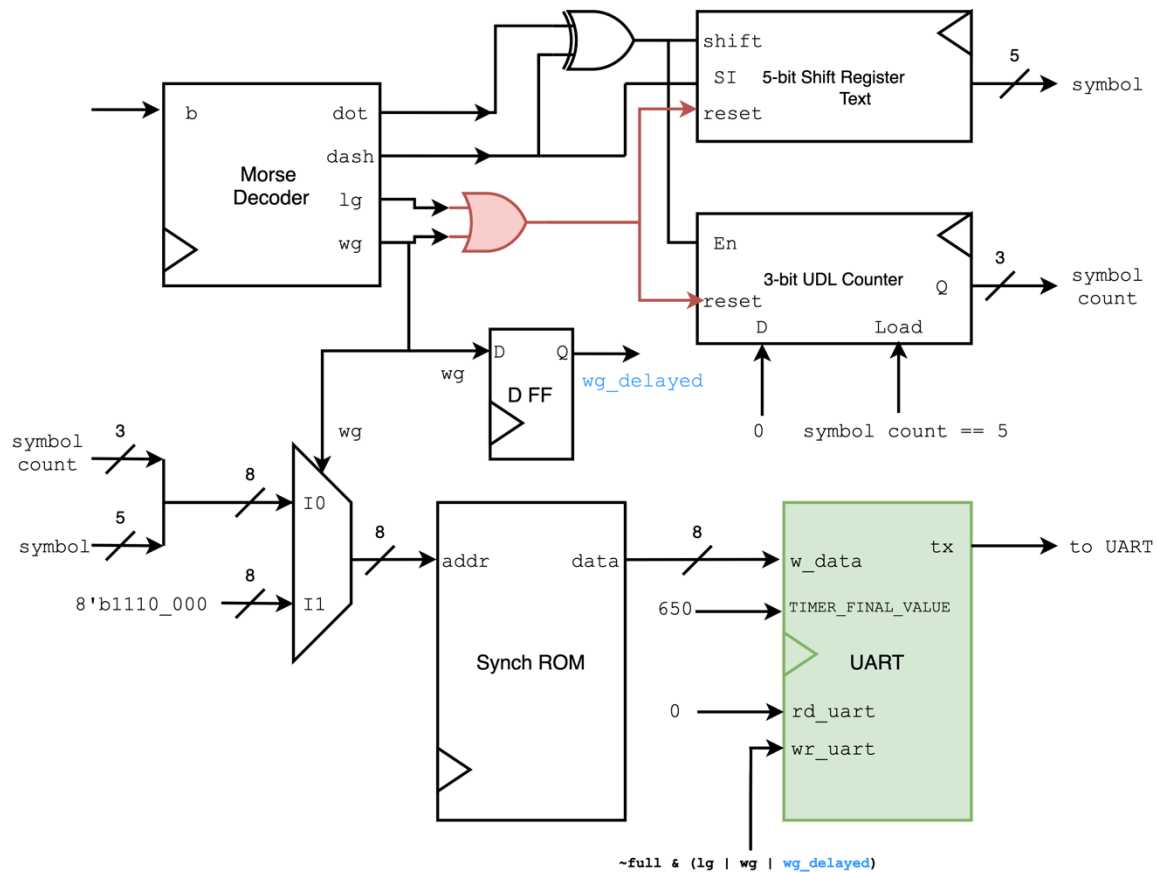 shift
5
SI
5-bit Shift Register
Text
symbol
b
dot
reset
dash
Morse
Decoder
lg
wg
En
3
symbol
count
3-bit UDL Counter
Q
reset
D
Load
D
Q
wg
wg_delayed
D FF
0
symbol count == 5
wg
3
symbol
count
8
I0
5
symbol
8
8
8'b1110_000
I1
addr
data
8
w_data
tx
to UART
650
TIMER_FINAL_VALUE
Synch ROM
UART
0
rd_uart
wr_uart
~full & (lg | wg | wg_delayed)